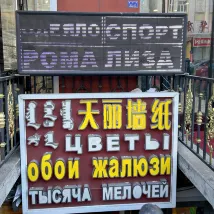 СПОРТ
РОМА ЛИЗА
天丽墙纸
ЦВЕТЫ
обои жалюзи
ТЫСЯЧА МЕЛОЧЕЙ